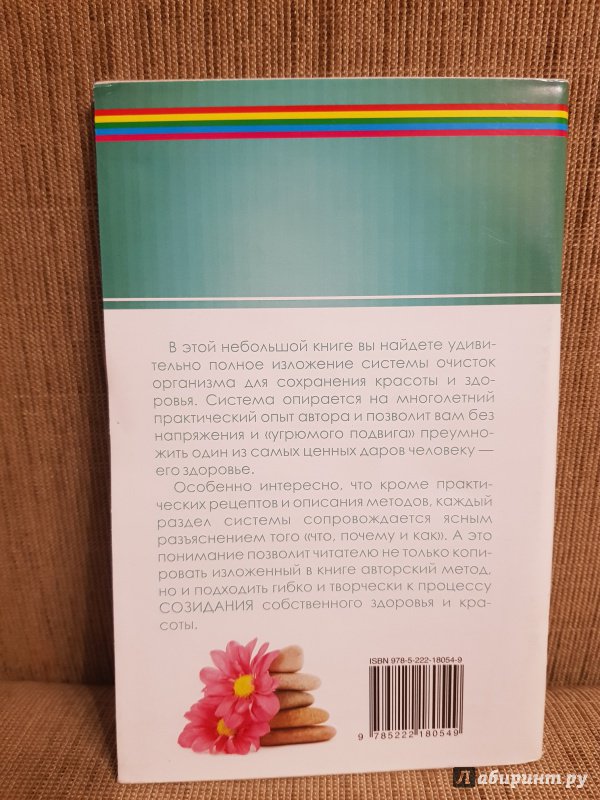 В этой небольшой книге вы найдете удиви-
тельно полное изложение системы очисток
организма для сохранения красоты и здо-
ровья. Система опирается на многолетний
практический опыт автора и позволит вам без
напряжения и «угрюмого подвига» преумно-
жить один из самых ценных даров человеку —
его здоровье.
Особенно интересно, что кроме практи-
ческих рецептов и описания методов, каждый
раздел системы сопровождается ясным
разъяснением того «что, почему и как». А это
понимание позволит читателю не только копи-
ровать изложенный в книге авторский метод,
но и подходить гибко и творчески к процессу
СОЗИДАНИЯ собственного здоровья и кра-
соты.
ISBN 978-5-222-18054-9
9 785222 180549
Лабиринт.ру